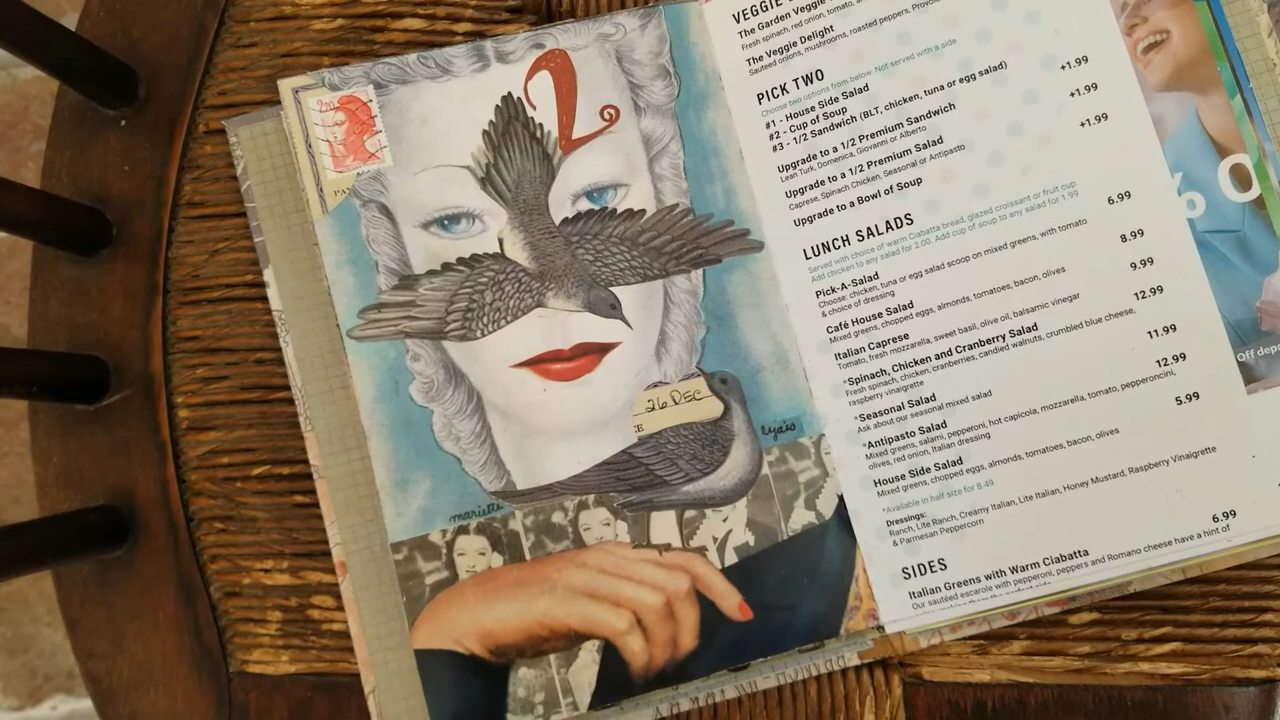 2
2,20
26 DEC
lyais
mariette
VEGGIE
The Garden Veggie
Fresh spinach, red onion, tomato,
The Veggie Delight
Sauteed onions, mushrooms, roasted peppers,
PICK TWO
Choose two options from below. Not served with a side
#1 - House Side Salad
#2 - Cup of Soup
#3 - 1/2 Sandwich (BLT, chicken, tuna or egg salad)
Upgrade to a 1/2 Premium Sandwich +1.99
Lean Turk, Domenica, Giovanni or Alberto
Upgrade to a 1/2 Premium Salad +1.99
Caprese, Spinach Chicken, Seasonal or Antipasto
Upgrade to a Bowl of Soup +1.99
LUNCH SALADS
Served with choice of warm Ciabatta bread, glazed croissant or fruit cup.
Add chicken to any salad for 2.00. Add cup of soup to any salad for 1.99
Pick-A-Salad 6.99
Choose: chicken, tuna or egg salad scoop on mixed greens, with tomato
& choice of dressing
Café House Salad 8.99
Mixed greens, chopped eggs, almonds, tomatoes, bacon, olives
Italian Caprese 9.99
Tomato, fresh mozzarella, sweet basil, olive oil, balsamic vinegar
*Spinach, Chicken and Cranberry Salad 12.99
Fresh spinach, chicken, cranberries, candied walnuts, crumbled blue cheese,
raspberry vinaigrette
*Seasonal Salad 11.99
Ask about our seasonal mixed salad
*Antipasto Salad 12.99
Mixed greens, salami, pepperoni, hot capicola, mozzarella, tomato, pepperoncini,
olives, red onion, Italian dressing
House Side Salad 5.99
Mixed greens, chopped eggs, almonds, tomatoes, bacon, olives
*Available in half size for 8.49
Dressings:
Ranch, Lite Ranch, Creamy Italian, Lite Italian, Honey Mustard, Raspberry Vinaigrette
& Parmesan Peppercorn
SIDES
Italian Greens with Warm Ciabatta 6.99
Our sautéed escarole with pepperoni, peppers and Romano cheese have a hint of
% O
Off